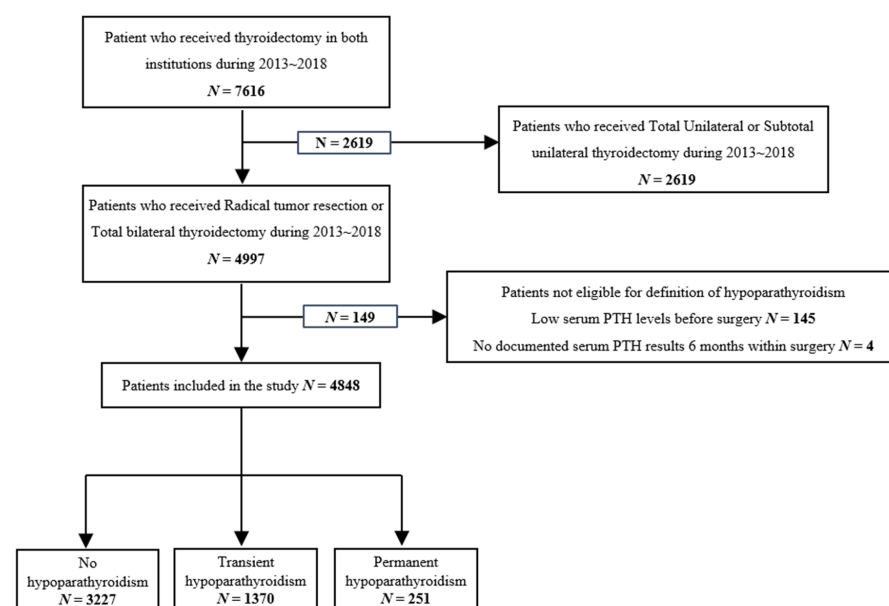 Patient who received thyroidectomy in both
institutions during 2013~2018
N = 7616
N = 2619
Patients who received Total Unilateral or Subtotal
unilateral thyroidectomy during 2013~2018
N = 2619
Patients who received Radical tumor resection or
Total bilateral thyroidectomy during 2013~2018
N = 4997
N = 149
Patients not eligible for definition of hypoparathyroidism
Low serum PTH levels before surgery N = 145
No documented serum PTH results 6 months within surgery N = 4
Patients included in the study N = 4848
No
hypoparathyroidism
N = 3227
Transient
hypoparathyroidism
N = 1370
Permanent
hypoparathyroidism
N = 251